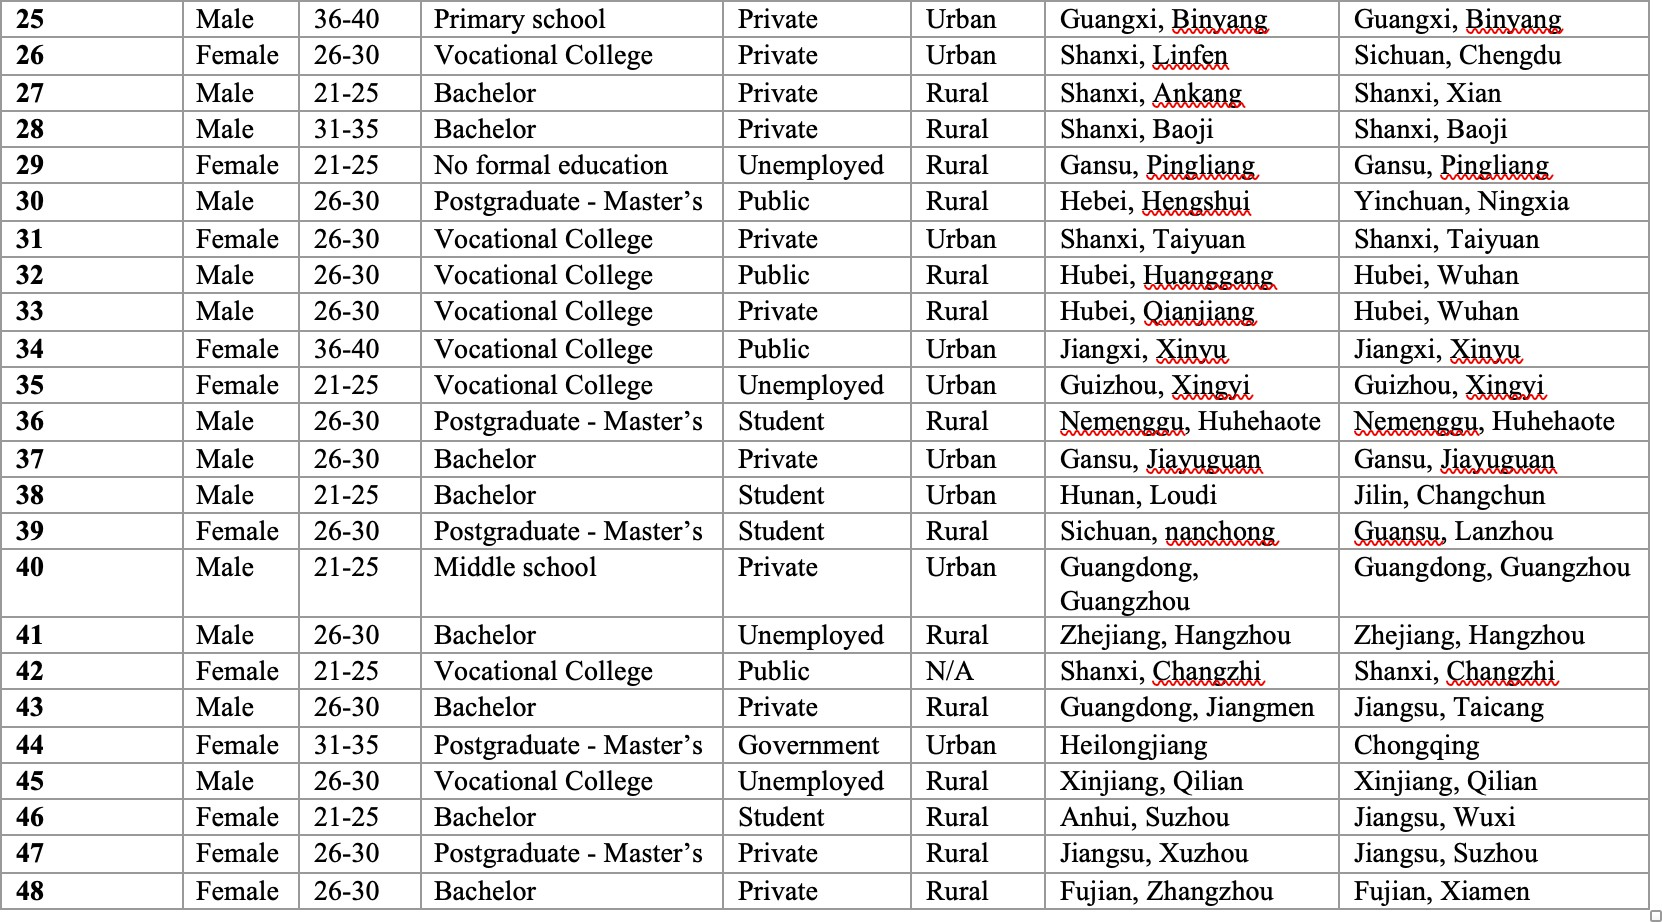 25 Male 36-40 Primary school Private Urban Guangxi, Binyang Guangxi, Binyang
26 Female 26-30 Vocational College Private Urban Shanxi, Linfen Sichuan, Chengdu
27 Male 21-25 Bachelor Private Rural Shanxi, Ankang Shanxi, Xian
28 Male 31-35 Bachelor Private Rural Shanxi, Baoji Shanxi, Baoji
29 Female 21-25 No formal education Unemployed Rural Gansu, Pingliang Gansu, Pingliang
30 Male 26-30 Postgraduate - Master’s Public Rural Hebei, Hengshui Yinchuan, Ningxia
31 Female 26-30 Vocational College Private Urban Shanxi, Taiyuan Shanxi, Taiyuan
32 Male 26-30 Vocational College Public Rural Hubei, Huanggang Hubei, Wuhan
33 Male 26-30 Vocational College Private Rural Hubei, Qianjiang Hubei, Wuhan
34 Female 36-40 Vocational College Public Urban Jiangxi, Xinyu Jiangxi, Xinyu
35 Female 21-25 Vocational College Unemployed Urban Guizhou, Xingyi Guizhou, Xingyi
36 Male 26-30 Postgraduate - Master’s Student Rural Nemenggu, Huhehaote Nemenggu, Huhehaote
37 Male 26-30 Bachelor Private Urban Gansu, Jiayuguan Gansu, Jiayuguan
38 Male 21-25 Bachelor Student Urban Hunan, Loudi Jilin, Changchun
39 Female 26-30 Postgraduate - Master’s Student Rural Sichuan, nanchong Guansu, Lanzhou
40 Male 21-25 Middle school Private Urban Guangdong, Guangdong, Guangzhou
Guangzhou
41 Male 26-30 Bachelor Unemployed Rural Zhejiang, Hangzhou Zhejiang, Hangzhou
42 Female 21-25 Vocational College Public N/A Shanxi, Changzhi Shanxi, Changzhi
43 Male 26-30 Bachelor Private Rural Guangdong, Jiangmen Jiangsu, Taicang
44 Female 31-35 Postgraduate - Master’s Government Urban Heilongjiang Chongqing
45 Male 26-30 Vocational College Unemployed Rural Xinjiang, Qilian Xinjiang, Qilian
46 Female 21-25 Bachelor Student Rural Anhui, Suzhou Jiangsu, Wuxi
47 Female 26-30 Postgraduate - Master’s Private Rural Jiangsu, Xuzhou Jiangsu, Suzhou
48 Female 26-30 Bachelor Private Rural Fujian, Zhangzhou Fujian, Xiamen